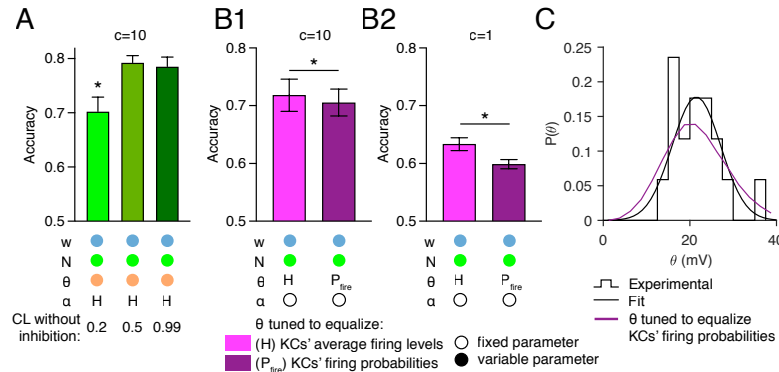 A
c=10
Accuracy
0.8
0.7
0.6
0.5
*
w
N
θ
α H H H
CL without inhibition: 0.2 0.5 0.99
B1
c=10
Accuracy
0.8
0.7
0.6
0.5
*
w
N
θ H Pfire
α
B2
c=1
Accuracy
0.8
0.7
0.6
0.5
*
w
N
θ H Pfire
α
θ tuned to equalize:
(H) KCs' average firing levels
(Pfire) KCs' firing probabilities
fixed parameter
variable parameter
C
P(θ)
0.25
0.2
0.15
0.1
0.05
0
0 20 40
θ (mV)
Experimental
Fit
θ tuned to equalize
KCs' firing probabilities